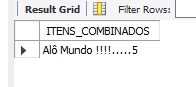 Result Grid Filter Rows:
ITENS_COMBINADOS
Alô Mundo !!!!.....5